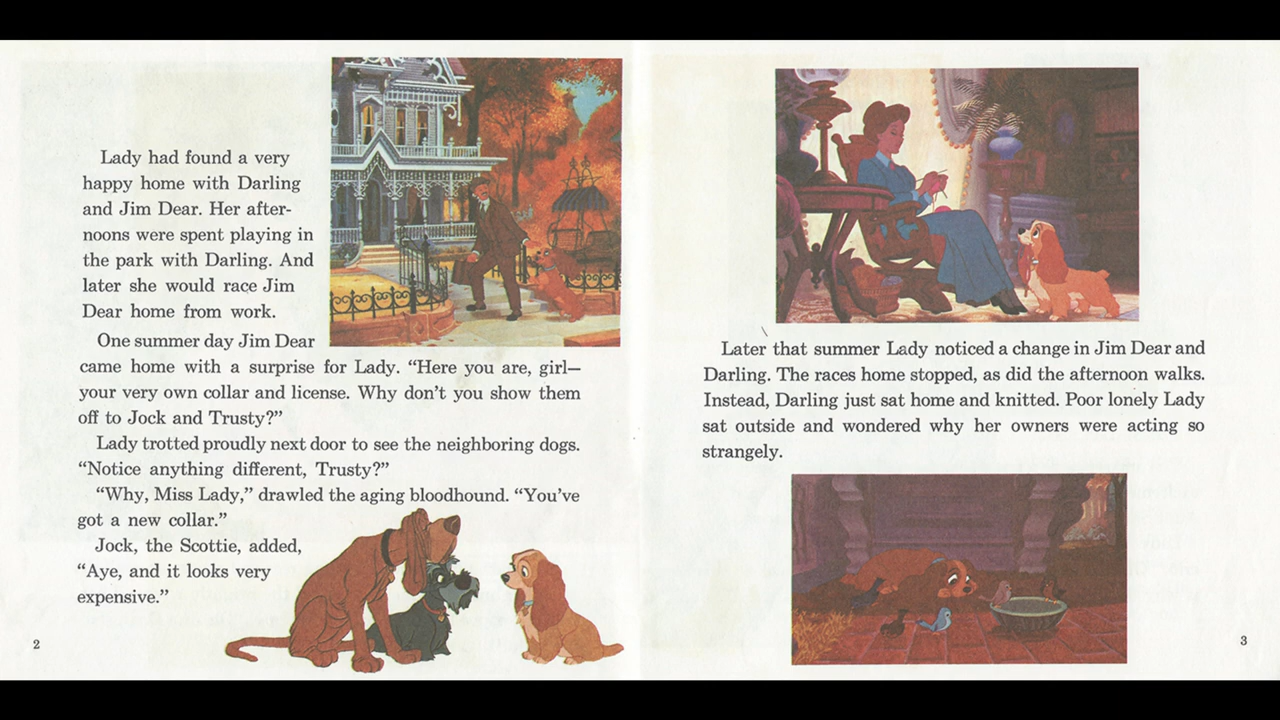 Lady had found a very
happy home with Darling
and Jim Dear. Her after-
noons were spent playing in
the park with Darling. And
later she would race Jim
Dear home from work.
One summer day Jim Dear
came home with a surprise for Lady. “Here you are, girl—
your very own collar and license. Why don’t you show them
off to Jock and Trusty?”
Lady trotted proudly next door to see the neighboring dogs.
“Notice anything different, Trusty?”
“Why, Miss Lady,” drawled the aging bloodhound. “You’ve
got a new collar.”
Jock, the Scottie, added,
“Aye, and it looks very
expensive.”
2
Later that summer Lady noticed a change in Jim Dear and
Darling. The races home stopped, as did the afternoon walks.
Instead, Darling just sat home and knitted. Poor lonely Lady
sat outside and wondered why her owners were acting so
strangely.
3